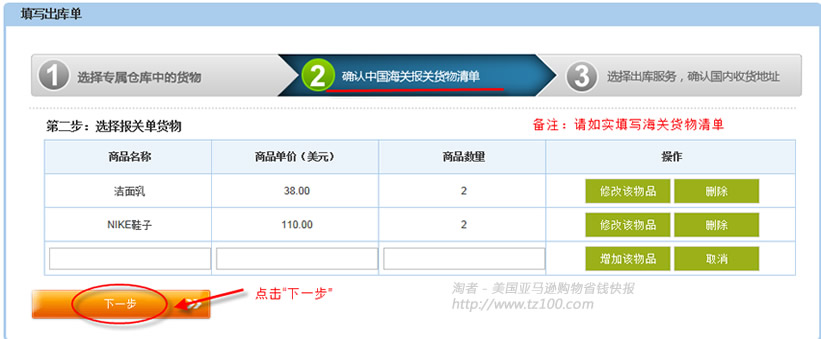 填写出库单
1 选择专属仓库中的货物 2 确认中国海关报关货物清单 3 选择出库服务，确认国内收货地址
第二步：选择报关单货物 备注：请如实填写海关货物清单
商品名称 商品单价（美元） 商品数量 操作
洁面乳 38.00 2 修改该物品 删除
NIKE鞋子 110.00 2 修改该物品 删除
增加该物品 取消
下一步 点击"下一步"
淘者 - 美国亚马逊购物省钱快报
http://www.tz100.com